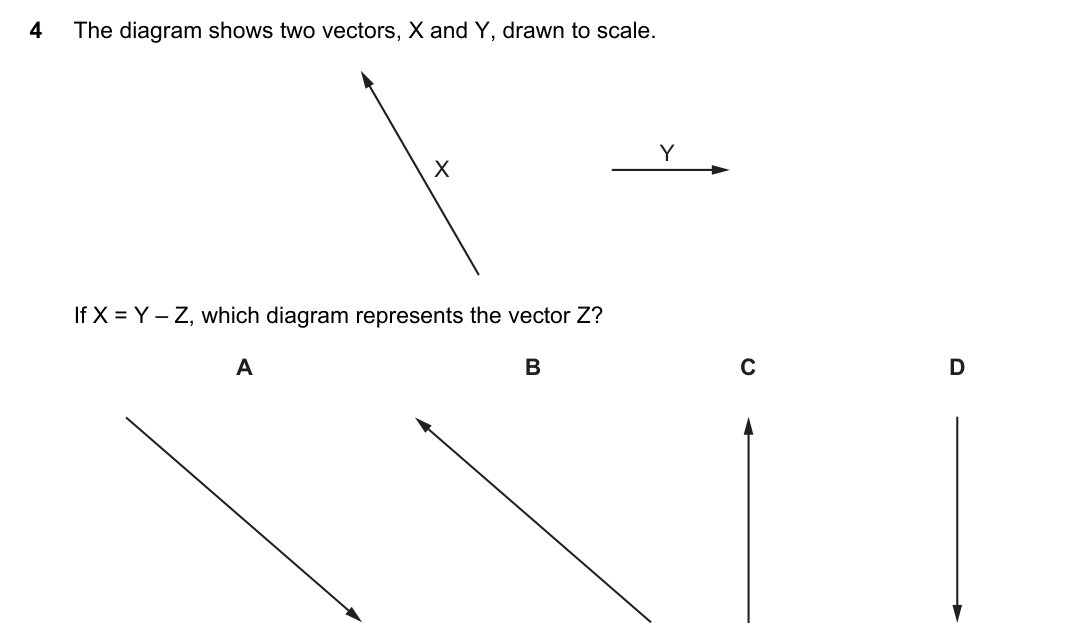 4 The diagram shows two vectors, X and Y, drawn to scale.
X
Y
If X = Y – Z, which diagram represents the vector Z?
A B C D